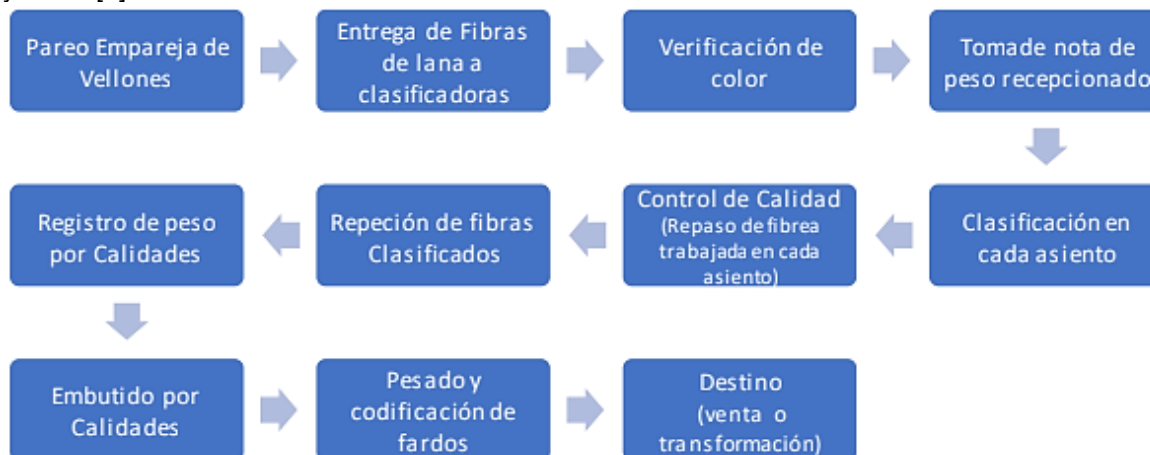 Pareo Empareja de
Vellones
Entrega de Fibras
de lana a
clasificadoras
Verificación de
color
Tomade nota de
peso recepcionado
Clasificación en
cada asiento
Control de Calidad
(Repaso de fibrea
trabajada en cada
asiento)
Repeción de fibras
Clasificados
Registro de peso
por Calidades
Embutido por
Calidades
Pesado y
codificación de
fardos
Destino
(venta o
transformación)